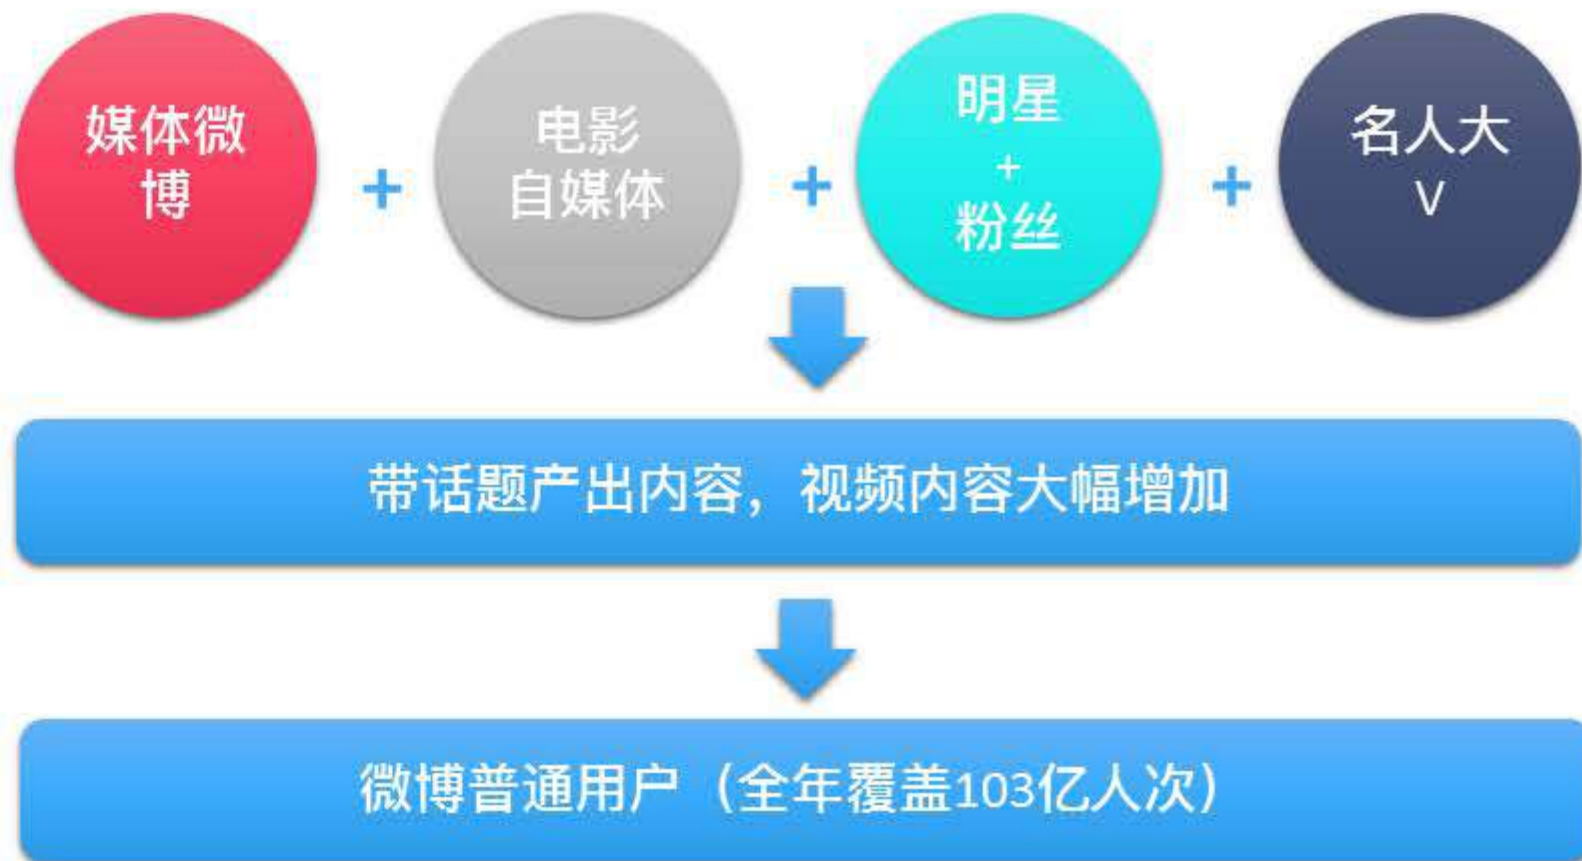 媒体微
博
+
电影
自媒体
+
明星
+
粉丝
+
名人大
V
带话题产出内容，视频内容大幅增加
微博普通用户（全年覆盖103亿人次）